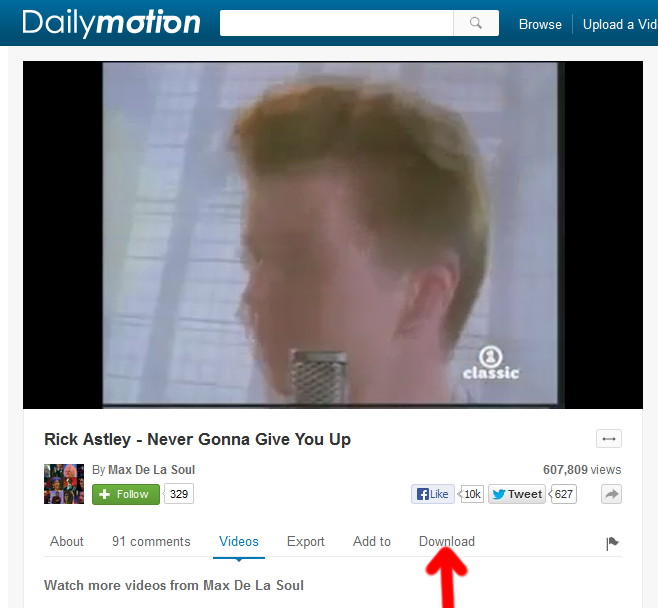 Dailymotion
Browse
Upload a Vid
1
classic
Rick Astley - Never Gonna Give You Up
By Max De La Soul
607,809 views
Follow 329
Like 10k Tweet 627
About 91 comments Videos Export Add to Download
Watch more videos from Max De La Soul